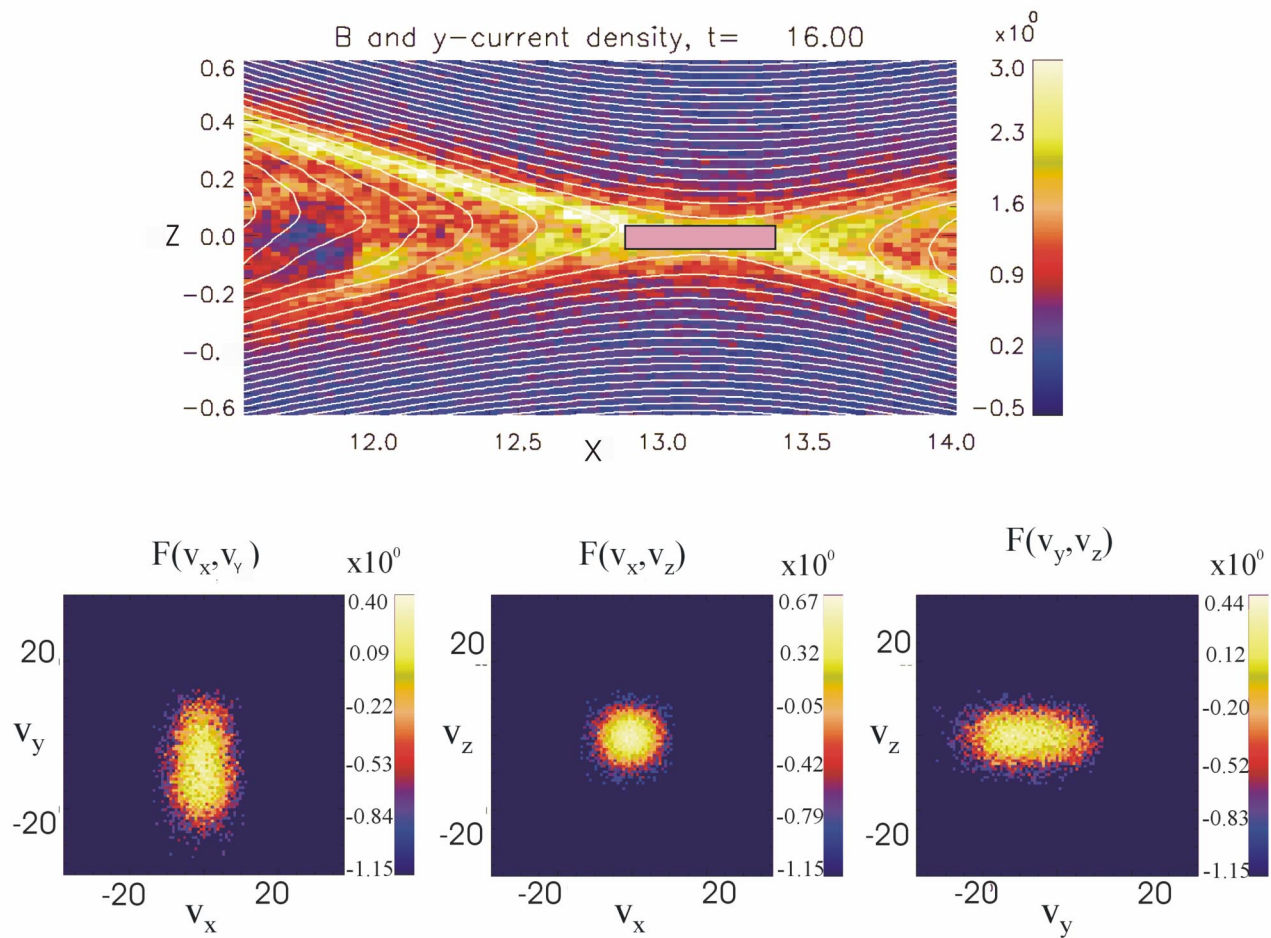 B and y-current density, t= 16.00
x10⁰
0.6
0.4
0.2
Z 0.0
-0.2
-0.
-0.6
3.0
2.3
1.6
0.9
0.2
-0.5
12.0 12.5 13.0 13.5 14.0
X
F(vx,vY) x10⁰
20
vy
-20
0.40
0.09
-0.22
-0.53
-0.84
-1.15
-20 20
vx
F(vx,vz) x10⁰
20
vz
-20
0.67
0.32
-0.05
-0.42
-0.79
-1.15
-20 20
vx
F(vy,vz) x10⁰
20
vz
-20
0.44
0.12
-0.20
-0.52
-0.83
-1.15
-20 20
vy